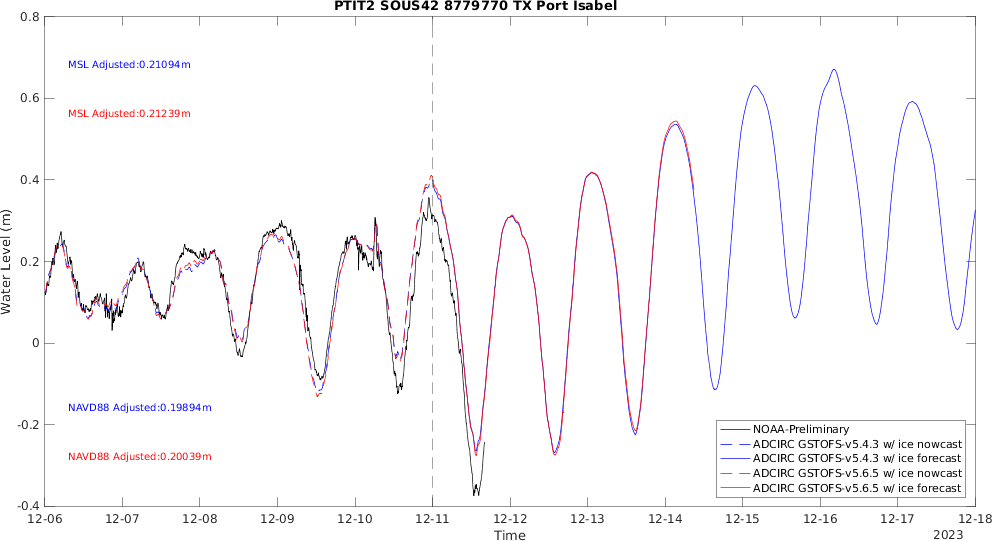 PTIT2 SOUS42 8779770 TX Port Isabel
0.8
0.6
0.4
0.2
0
-0.2
-0.4
Water Level (m)
MSL Adjusted:0.21094m
MSL Adjusted:0.21239m
NAVD88 Adjusted:0.19894m
NAVD88 Adjusted:0.20039m
NOAA-Preliminary
ADCIRC GSTOFS-v5.4.3 w/ ice nowcast
ADCIRC GSTOFS-v5.4.3 w/ ice forecast
ADCIRC GSTOFS-v5.6.5 w/ ice nowcast
ADCIRC GSTOFS-v5.6.5 w/ ice forecast
12-06 12-07 12-08 12-09 12-10 12-11 12-12 12-13 12-14 12-15 12-16 12-17 12-18
Time
2023